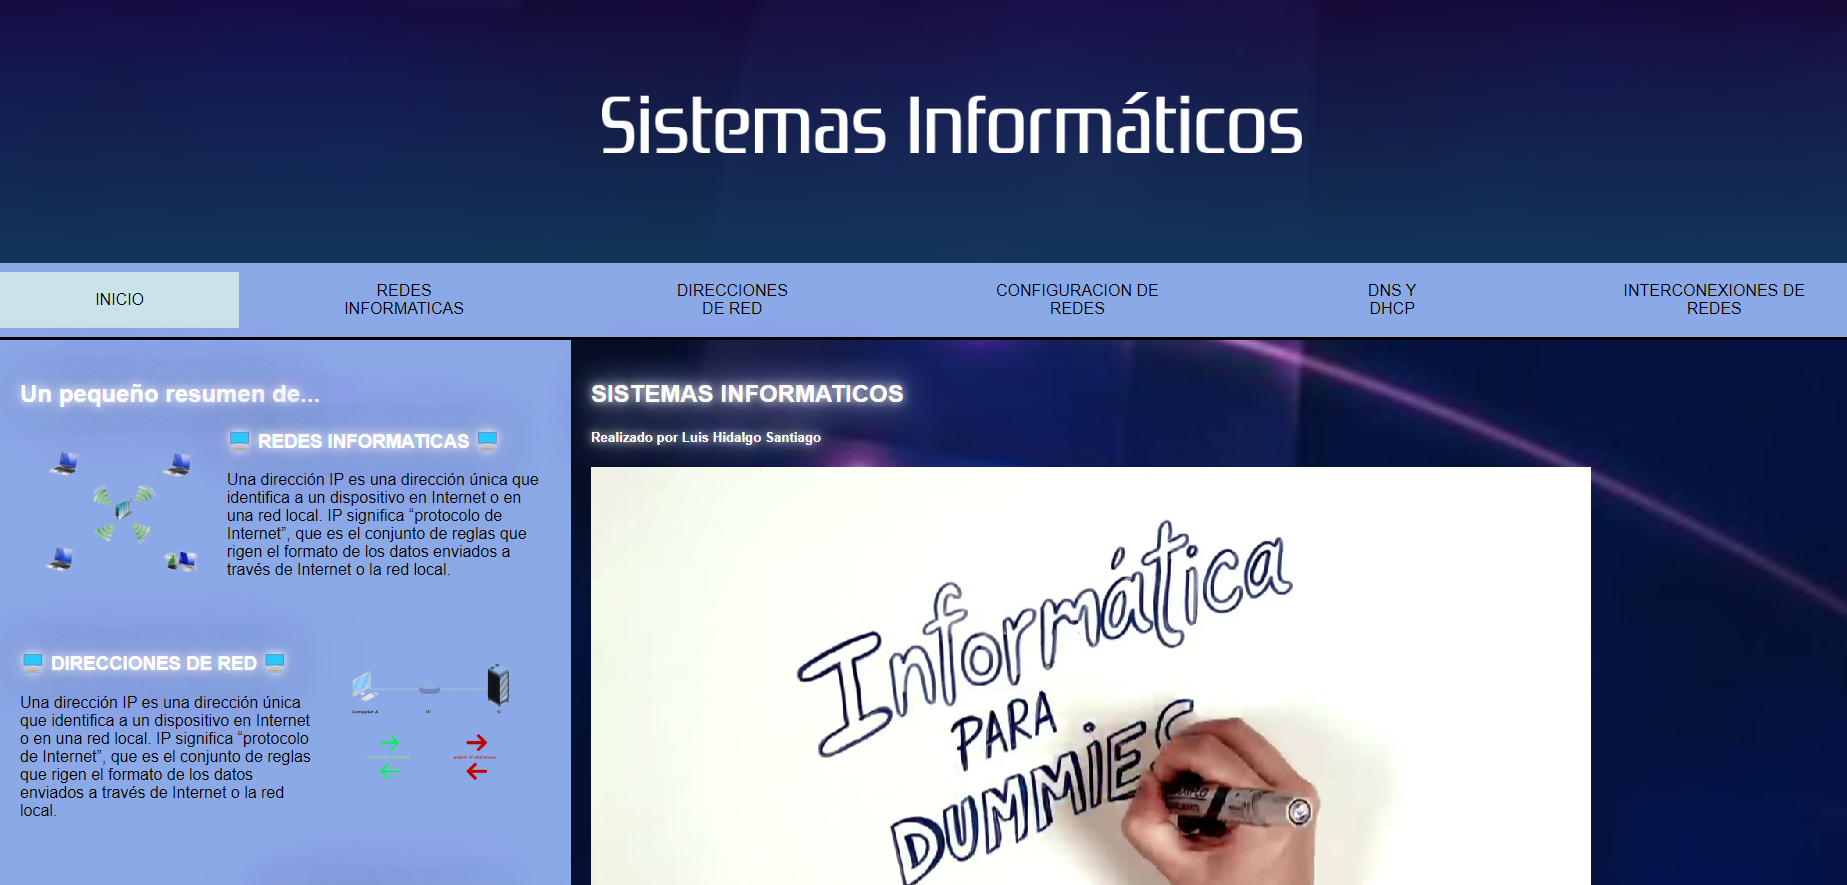 Sistemas Informáticos
INICIO
REDES
INFORMATICAS
DIRECCIONES
DE RED
CONFIGURACION DE
REDES
DNS Y
DHCP
INTERCONEXIONES DE
REDES
Un pequeño resumen de...
REDES INFORMATICAS
Una dirección IP es una dirección única que
identifica a un dispositivo en Internet o en
una red local. IP significa “protocolo de
Internet”, que es el conjunto de reglas que
rigen el formato de los datos enviados a
través de Internet o la red local.
DIRECCIONES DE RED
Una dirección IP es una dirección única
que identifica a un dispositivo en Internet
o en una red local. IP significa “protocolo
de Internet”, que es el conjunto de reglas
que rigen el formato de los datos
enviados a través de Internet o la red
local.
SISTEMAS INFORMATICOS
Realizado por Luis Hidalgo Santiago
Informática
PARA